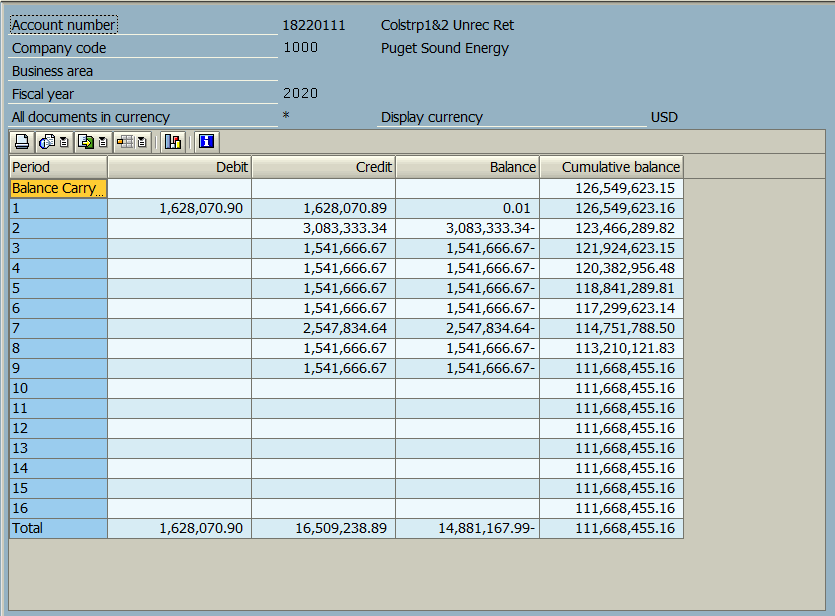 Account number 18220111 Colstrp1&2 Unrec Ret
Company code 1000 Puget Sound Energy
Business area
Fiscal year 2020
All documents in currency * Display currency USD
Period Debit Credit Balance Cumulative balance
Balance Carry... 126,549,623.15
1 1,628,070.90 1,628,070.89 0.01 126,549,623.16
2 3,083,333.34 3,083,333.34- 123,466,289.82
3 1,541,666.67 1,541,666.67- 121,924,623.15
4 1,541,666.67 1,541,666.67- 120,382,956.48
5 1,541,666.67 1,541,666.67- 118,841,289.81
6 1,541,666.67 1,541,666.67- 117,299,623.14
7 2,547,834.64 2,547,834.64- 114,751,788.50
8 1,541,666.67 1,541,666.67- 113,210,121.83
9 1,541,666.67 1,541,666.67- 111,668,455.16
10 111,668,455.16
11 111,668,455.16
12 111,668,455.16
13 111,668,455.16
14 111,668,455.16
15 111,668,455.16
16 111,668,455.16
Total 1,628,070.90 16,509,238.89 14,881,167.99- 111,668,455.16